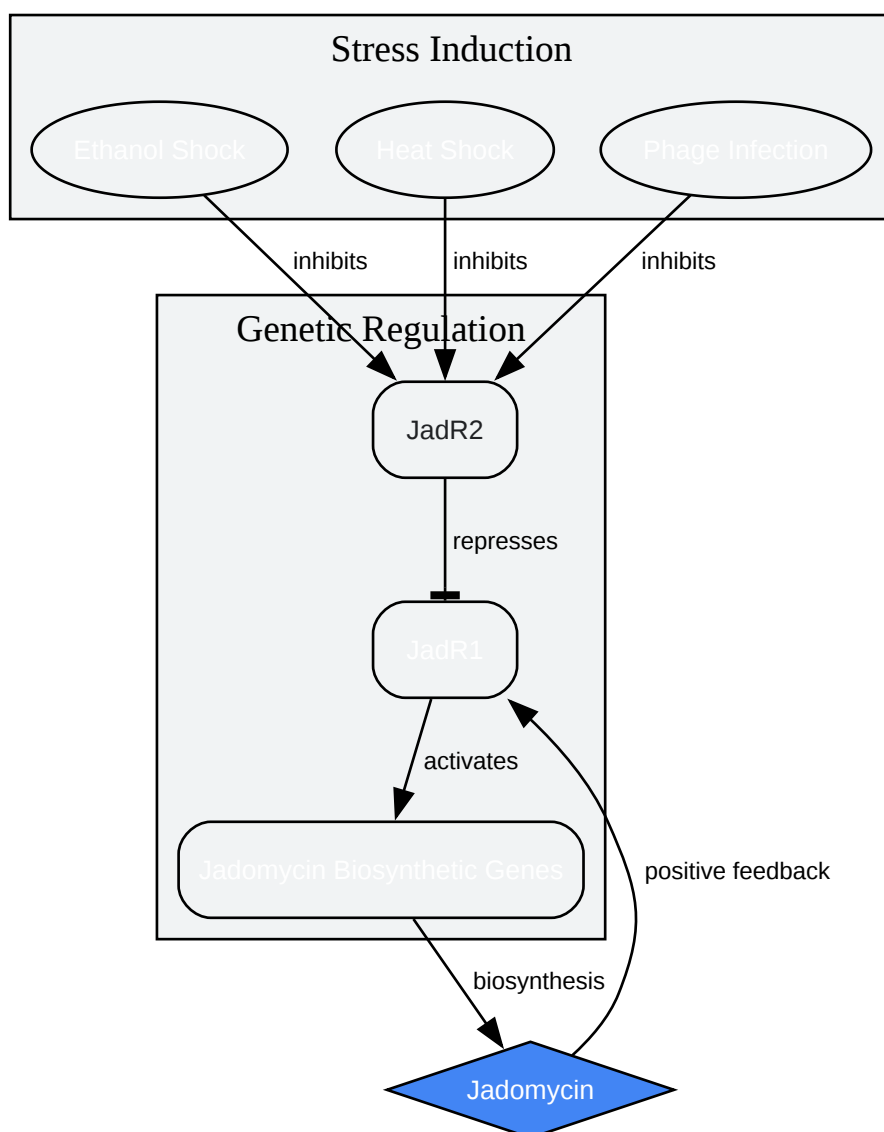 Stress Induction
Ethanol Shock
Heat Shock
Phage Infection
inhibits
inhibits
inhibits
Genetic Regulation
JadR2
represses
JadR1
activates
Jadomycin Biosynthetic Genes
positive feedback
biosynthesis
Jadomycin